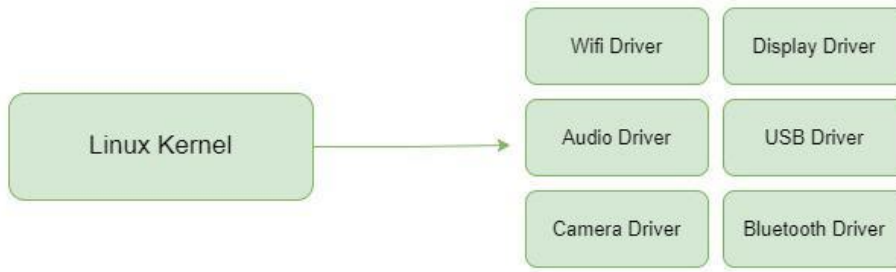 Linux Kernel
Wifi Driver
Display Driver
Audio Driver
USB Driver
Camera Driver
Bluetooth Driver